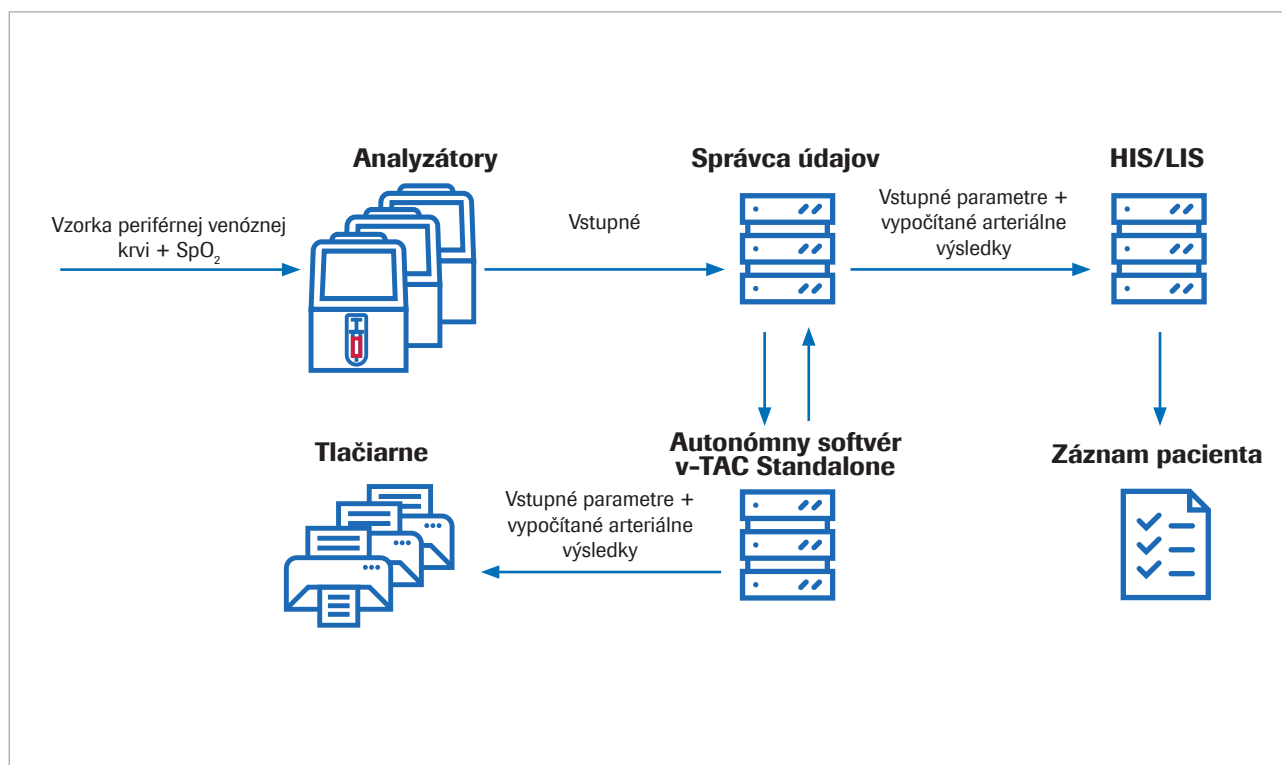 Analyzátory
Správca údajov
HIS/LIS
Vzorka periférnej venóznej
krvi + SpO₂
Vstupné
Vstupné parametre +
vypočítané arteriálne
výsledky
Tlačiarne
Vstupné parametre +
vypočítané arteriálne
výsledky
Autonómny softvér
v-TAC Standalone
Záznam pacienta